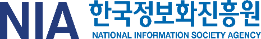 NIA 한국정보화진흥원
NATIONAL INFORMATION SOCIETY AGENCY